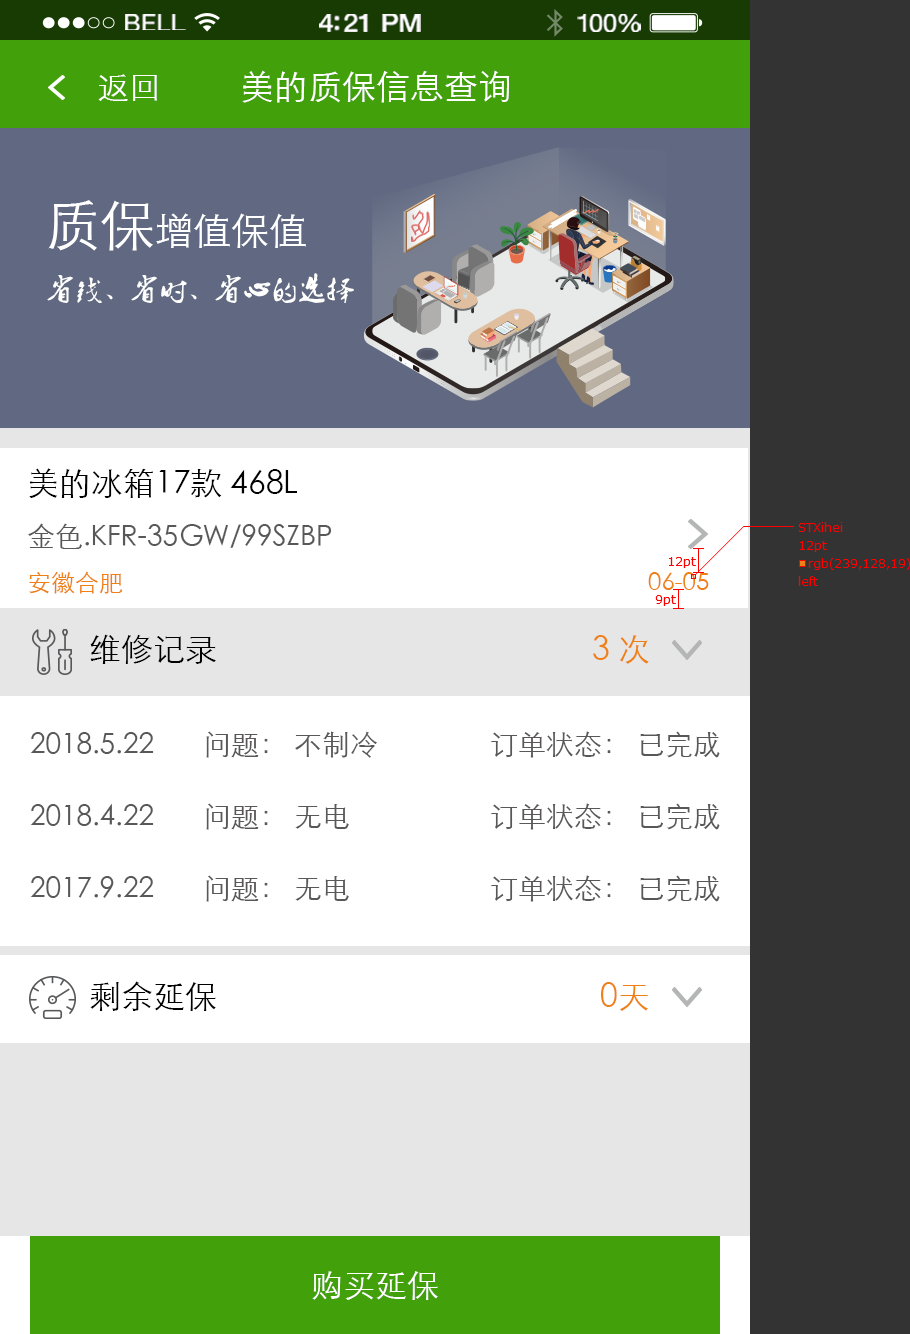 BELL 4:21 PM 100%
返回 美的质保信息查询
质保增值保值
省钱、省时、省心的选择
美的冰箱17款 468L
金色.KFR-35GW/99SZBP
安徽合肥 06-05
12pt
9pt
STXihei
12pt
rgb(239,128,19)
left
维修记录 3 次
2018.5.22 问题： 不制冷 订单状态： 已完成
2018.4.22 问题： 无电 订单状态： 已完成
2017.9.22 问题： 无电 订单状态： 已完成
剩余延保 0天
购买延保